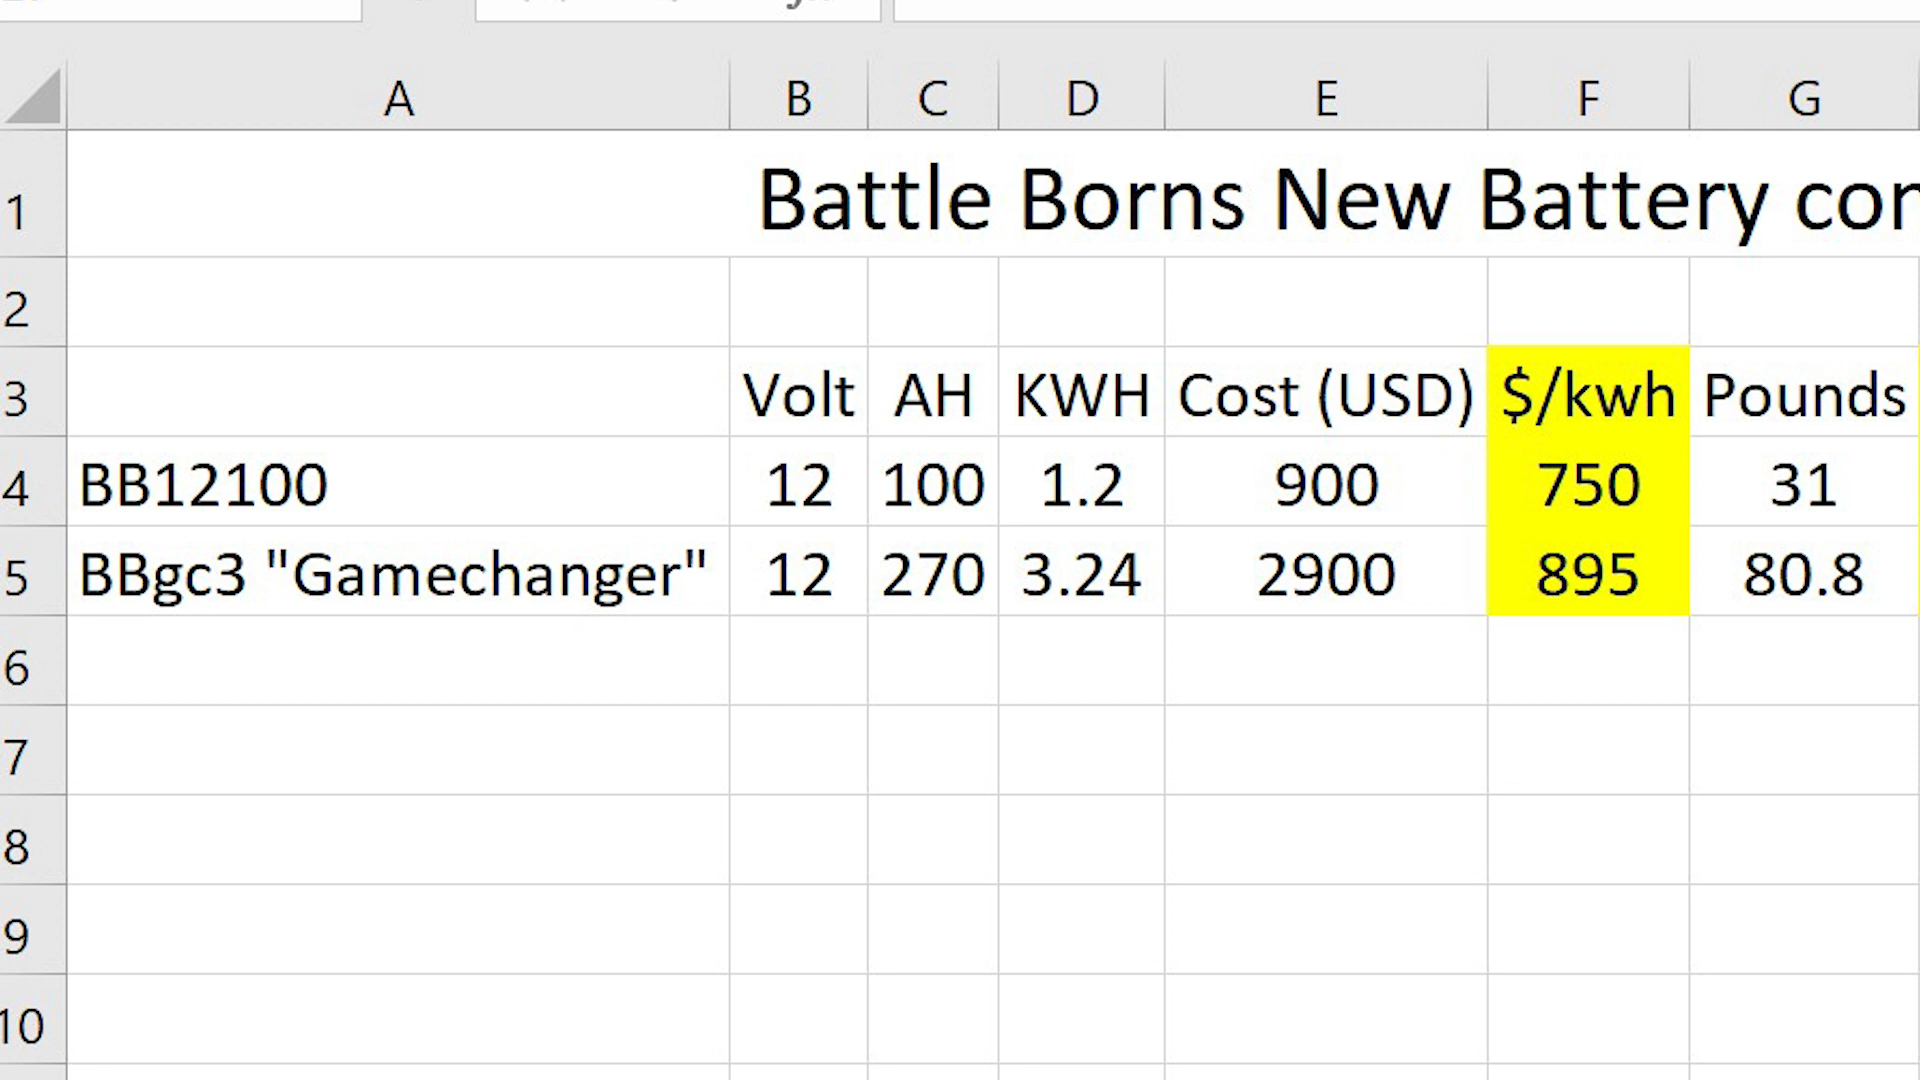 A B C D E F G
1 Battle Borns New Battery
2
3 Volt AH KWH Cost (USD) $/kwh Pounds
4 BB12100 12 100 1.2 900 750 31
5 BBgc3 "Gamechanger" 12 270 3.24 2900 895 80.8
6
7
8
9
10